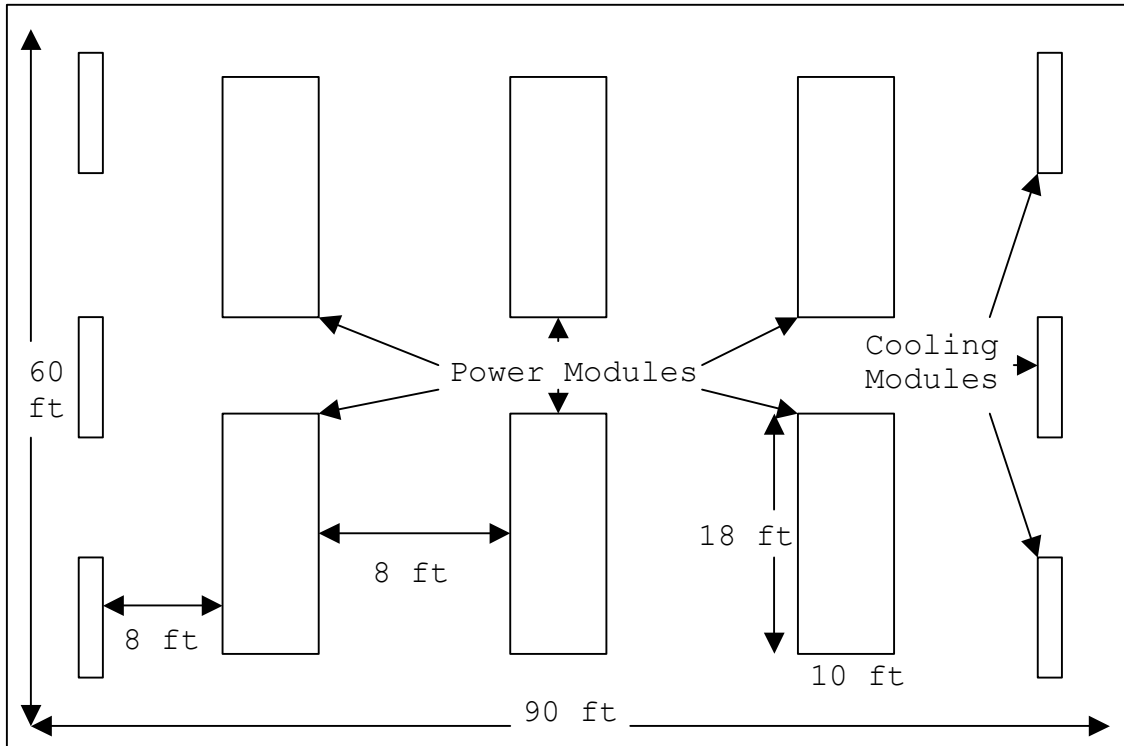 60
ft
Power Modules
Cooling
Modules
8 ft
18 ft
8 ft
10 ft
90 ft